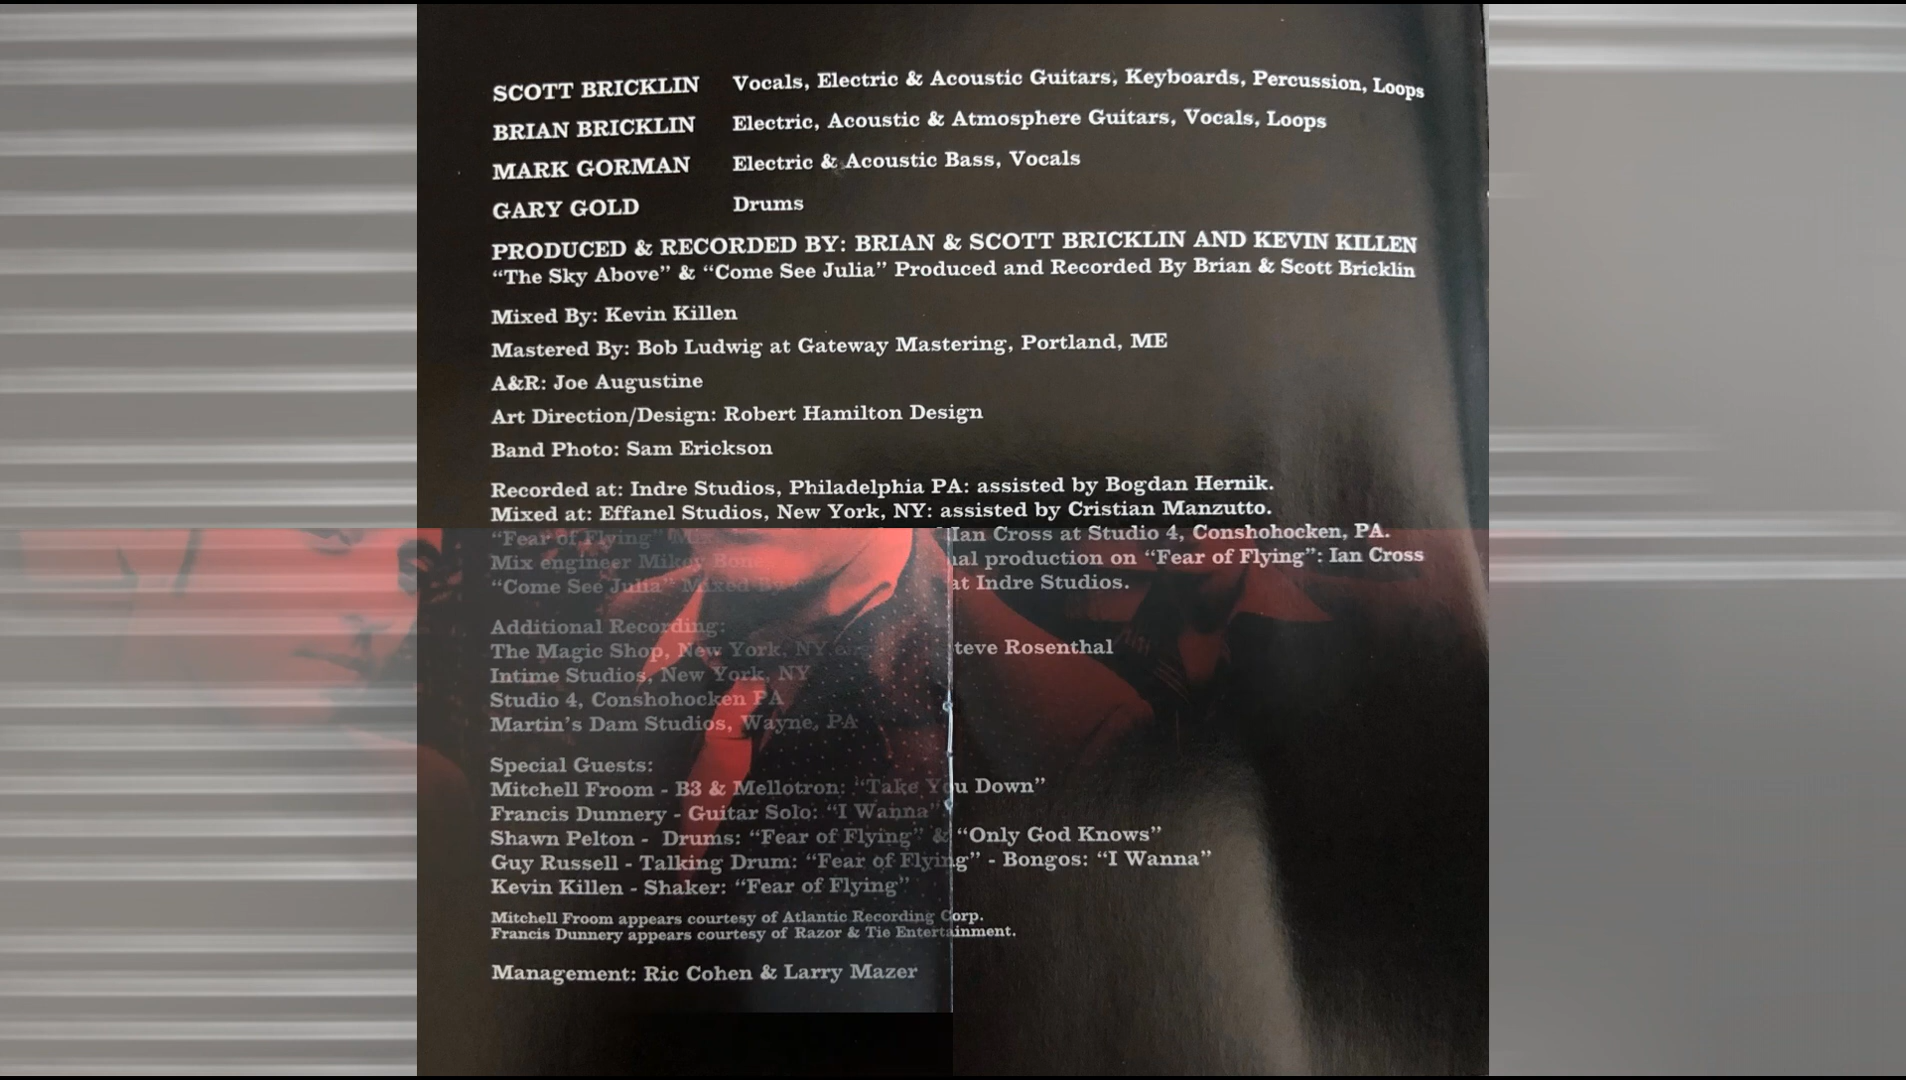 SCOTT BRICKLIN Vocals, Electric & Acoustic Guitars, Keyboards, Percussion, Loops
BRIAN BRICKLIN Electric, Acoustic & Atmosphere Guitars, Vocals, Loops
MARK GORMAN Electric & Acoustic Bass, Vocals
GARY GOLD Drums
PRODUCED & RECORDED BY: BRIAN & SCOTT BRICKLIN AND KEVIN KILLEN
“The Sky Above” & “Come See Julia” Produced and Recorded By Brian & Scott Bricklin
Mixed By: Kevin Killen
Mastered By: Bob Ludwig at Gateway Mastering, Portland, ME
A&R: Joe Augustine
Art Direction/Design: Robert Hamilton Design
Band Photo: Sam Erickson
Recorded at: Indre Studios, Philadelphia PA: assisted by Bogdan Hernik.
Mixed at: Effanel Studios, New York, NY: assisted by Cristian Manzutto.
“Fear of Flying” Ian Cross at Studio 4, Conshohocken, PA.
Mix engineer production on “Fear of Flying”: Ian Cross
“Come See Julia” Mixed By at Indre Studios.
Additional Recording:
The Magic Shop, New York, NY Rosenthal
Intime Studios, New York, NY
Studio 4, Conshohocken PA
Martin’s Dam Studios, Wayne, PA
Special Guests:
Mitchell Froom - B3 & Mellotron: “Take You Down”
Francis Dunnery - Guitar Solo: “I Wanna”
Shawn Pelton - Drums: “Fear of Flying” & “Only God Knows”
Guy Russell - Talking Drum: “Fear of Flying” - Bongos: “I Wanna”
Kevin Killen - Shaker: “Fear of Flying”
Mitchell Froom appears courtesy of Atlantic Recording Corp.
Francis Dunnery appears courtesy of Razor & Tie Entertainment.
Management: Ric Cohen & Larry Mazer